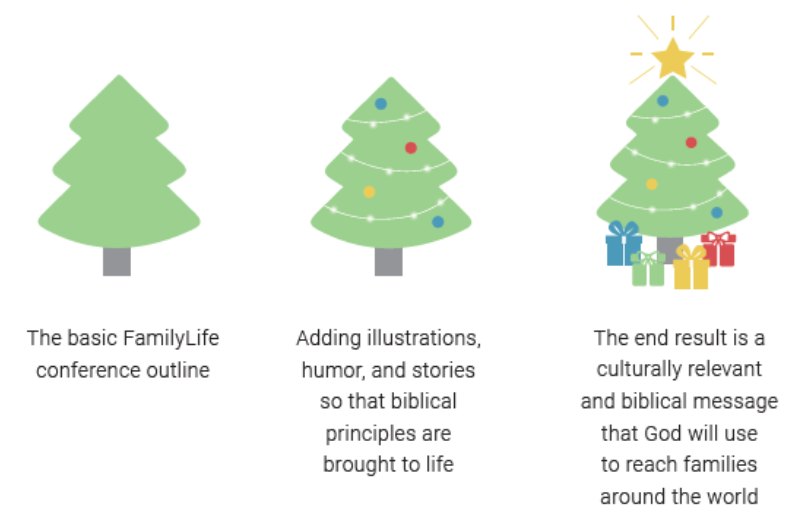 The basic FamilyLife
conference outline
Adding illustrations,
humor, and stories
so that biblical
principles are
brought to life
The end result is a
culturally relevant
and biblical message
that God will use
to reach families
around the world